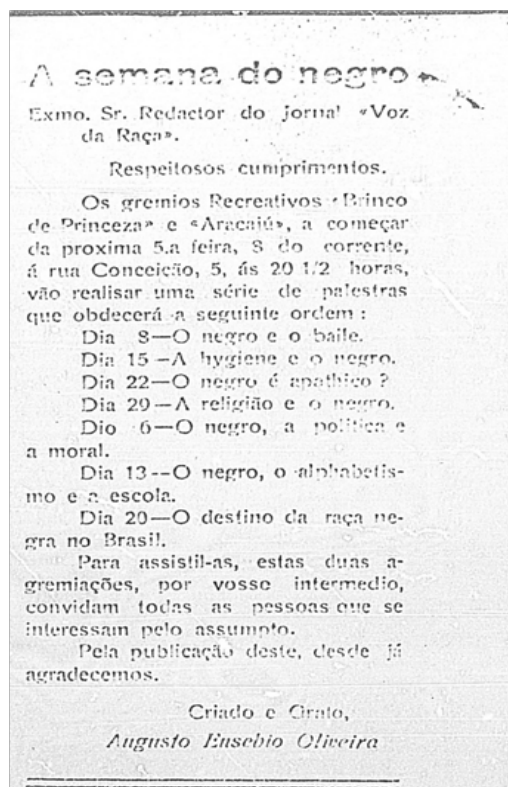 A semana do negro
Exmo. Sr. Redactor do jornal «Voz
da Raça».
Respeitosos cumprimentos.
Os gremios Recreativos «Brinco
de Princeza» e «Aracajú», a começar
da proxima 5.a feira, 8 do corrente,
á rua Conceição, 5, ás 20 1/2 horas,
vão realisar uma série de palestras
que obdecerá a seguinte ordem :
Dia 8—O negro e o baile.
Dia 15—A hygiene e o negro.
Dia 22—O negro é apathico ?
Dia 29—A religião e o negro.
Dio 6—O negro, a politica e
a moral.
Dia 13--O negro, o alphabetis-
mo e a escola.
Dia 20—O destino da raça ne-
gra no Brasil.
Para assistil-as, estas duas a-
gremiações, por vosso intermedio,
convidam todas as pessoas que se
interessam pelo assumpto.
Pela publicação deste, desde já
agradecemos.
Criado e Grato,
Augusto Eusebio Oliveira